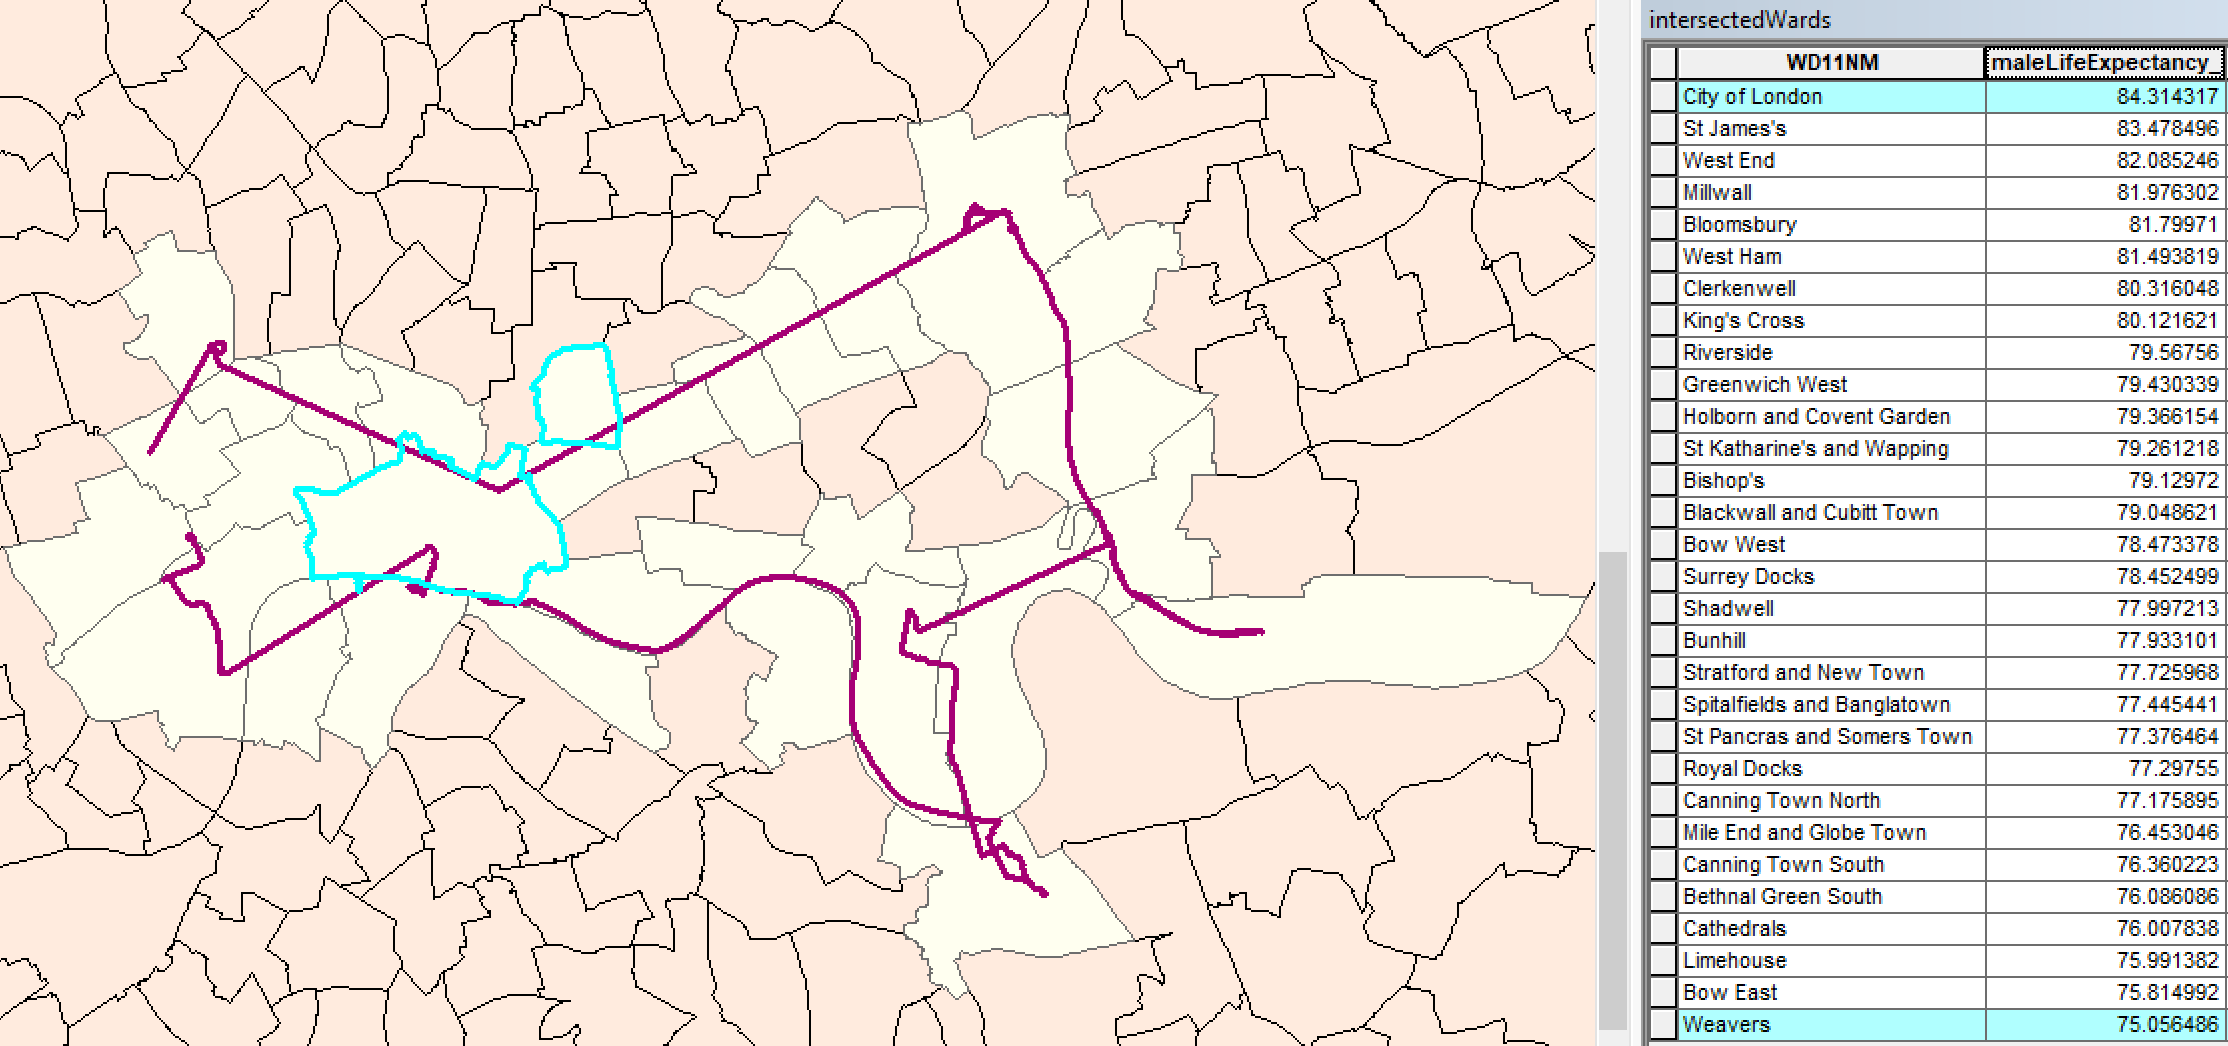 intersectedWards
WD11NM maleLifeExpectancy_
City of London 84.314317
St James's 83.478496
West End 82.085246
Millwall 81.976302
Bloomsbury 81.79971
West Ham 81.493819
Clerkenwell 80.316048
King's Cross 80.121621
Riverside 79.56756
Greenwich West 79.430339
Holborn and Covent Garden 79.366154
St Katharine's and Wapping 79.261218
Bishop's 79.12972
Blackwall and Cubitt Town 79.048621
Bow West 78.473378
Surrey Docks 78.452499
Shadwell 77.997213
Bunhill 77.933101
Stratford and New Town 77.725968
Spitalfields and Banglatown 77.445441
St Pancras and Somers Town 77.376464
Royal Docks 77.29755
Canning Town North 77.175895
Mile End and Globe Town 76.453046
Canning Town South 76.360223
Bethnal Green South 76.086086
Cathedrals 76.007838
Limehouse 75.991382
Bow East 75.814992
Weavers 75.056486